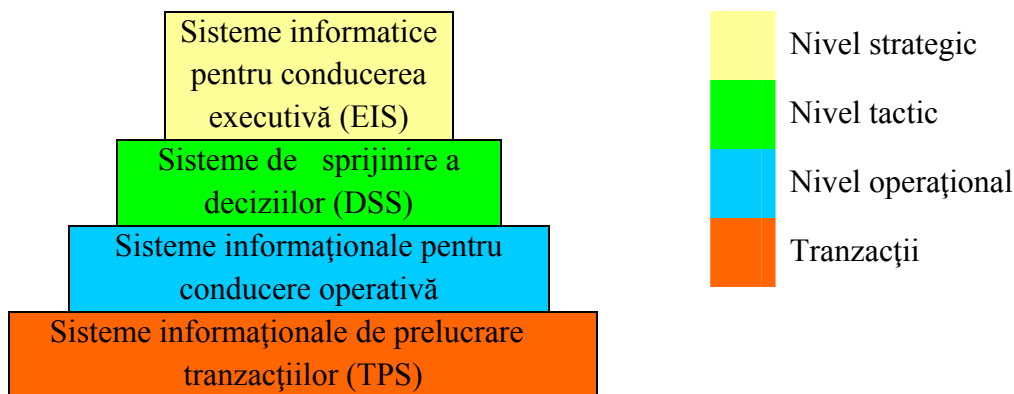 Sisteme informatice
pentru conducerea
executivă (EIS)
Sisteme de sprijinire a
deciziilor (DSS)
Sisteme informaţionale pentru
conducere operativă
Sisteme informaţionale de prelucrare
tranzacţiilor (TPS)
Nivel strategic
Nivel tactic
Nivel operaţional
Tranzacţii